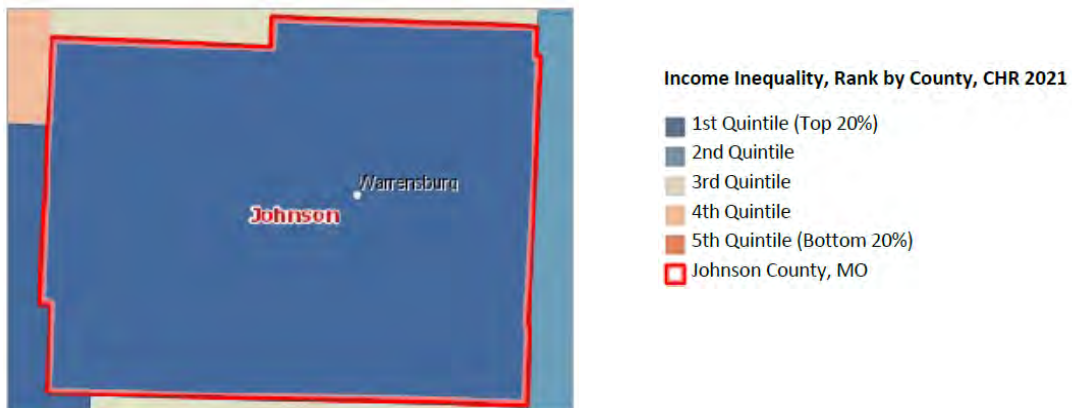 Warrensburg
Johnson
Income Inequality, Rank by County, CHR 2021
1st Quintile (Top 20%)
2nd Quintile
3rd Quintile
4th Quintile
5th Quintile (Bottom 20%)
Johnson County, MO